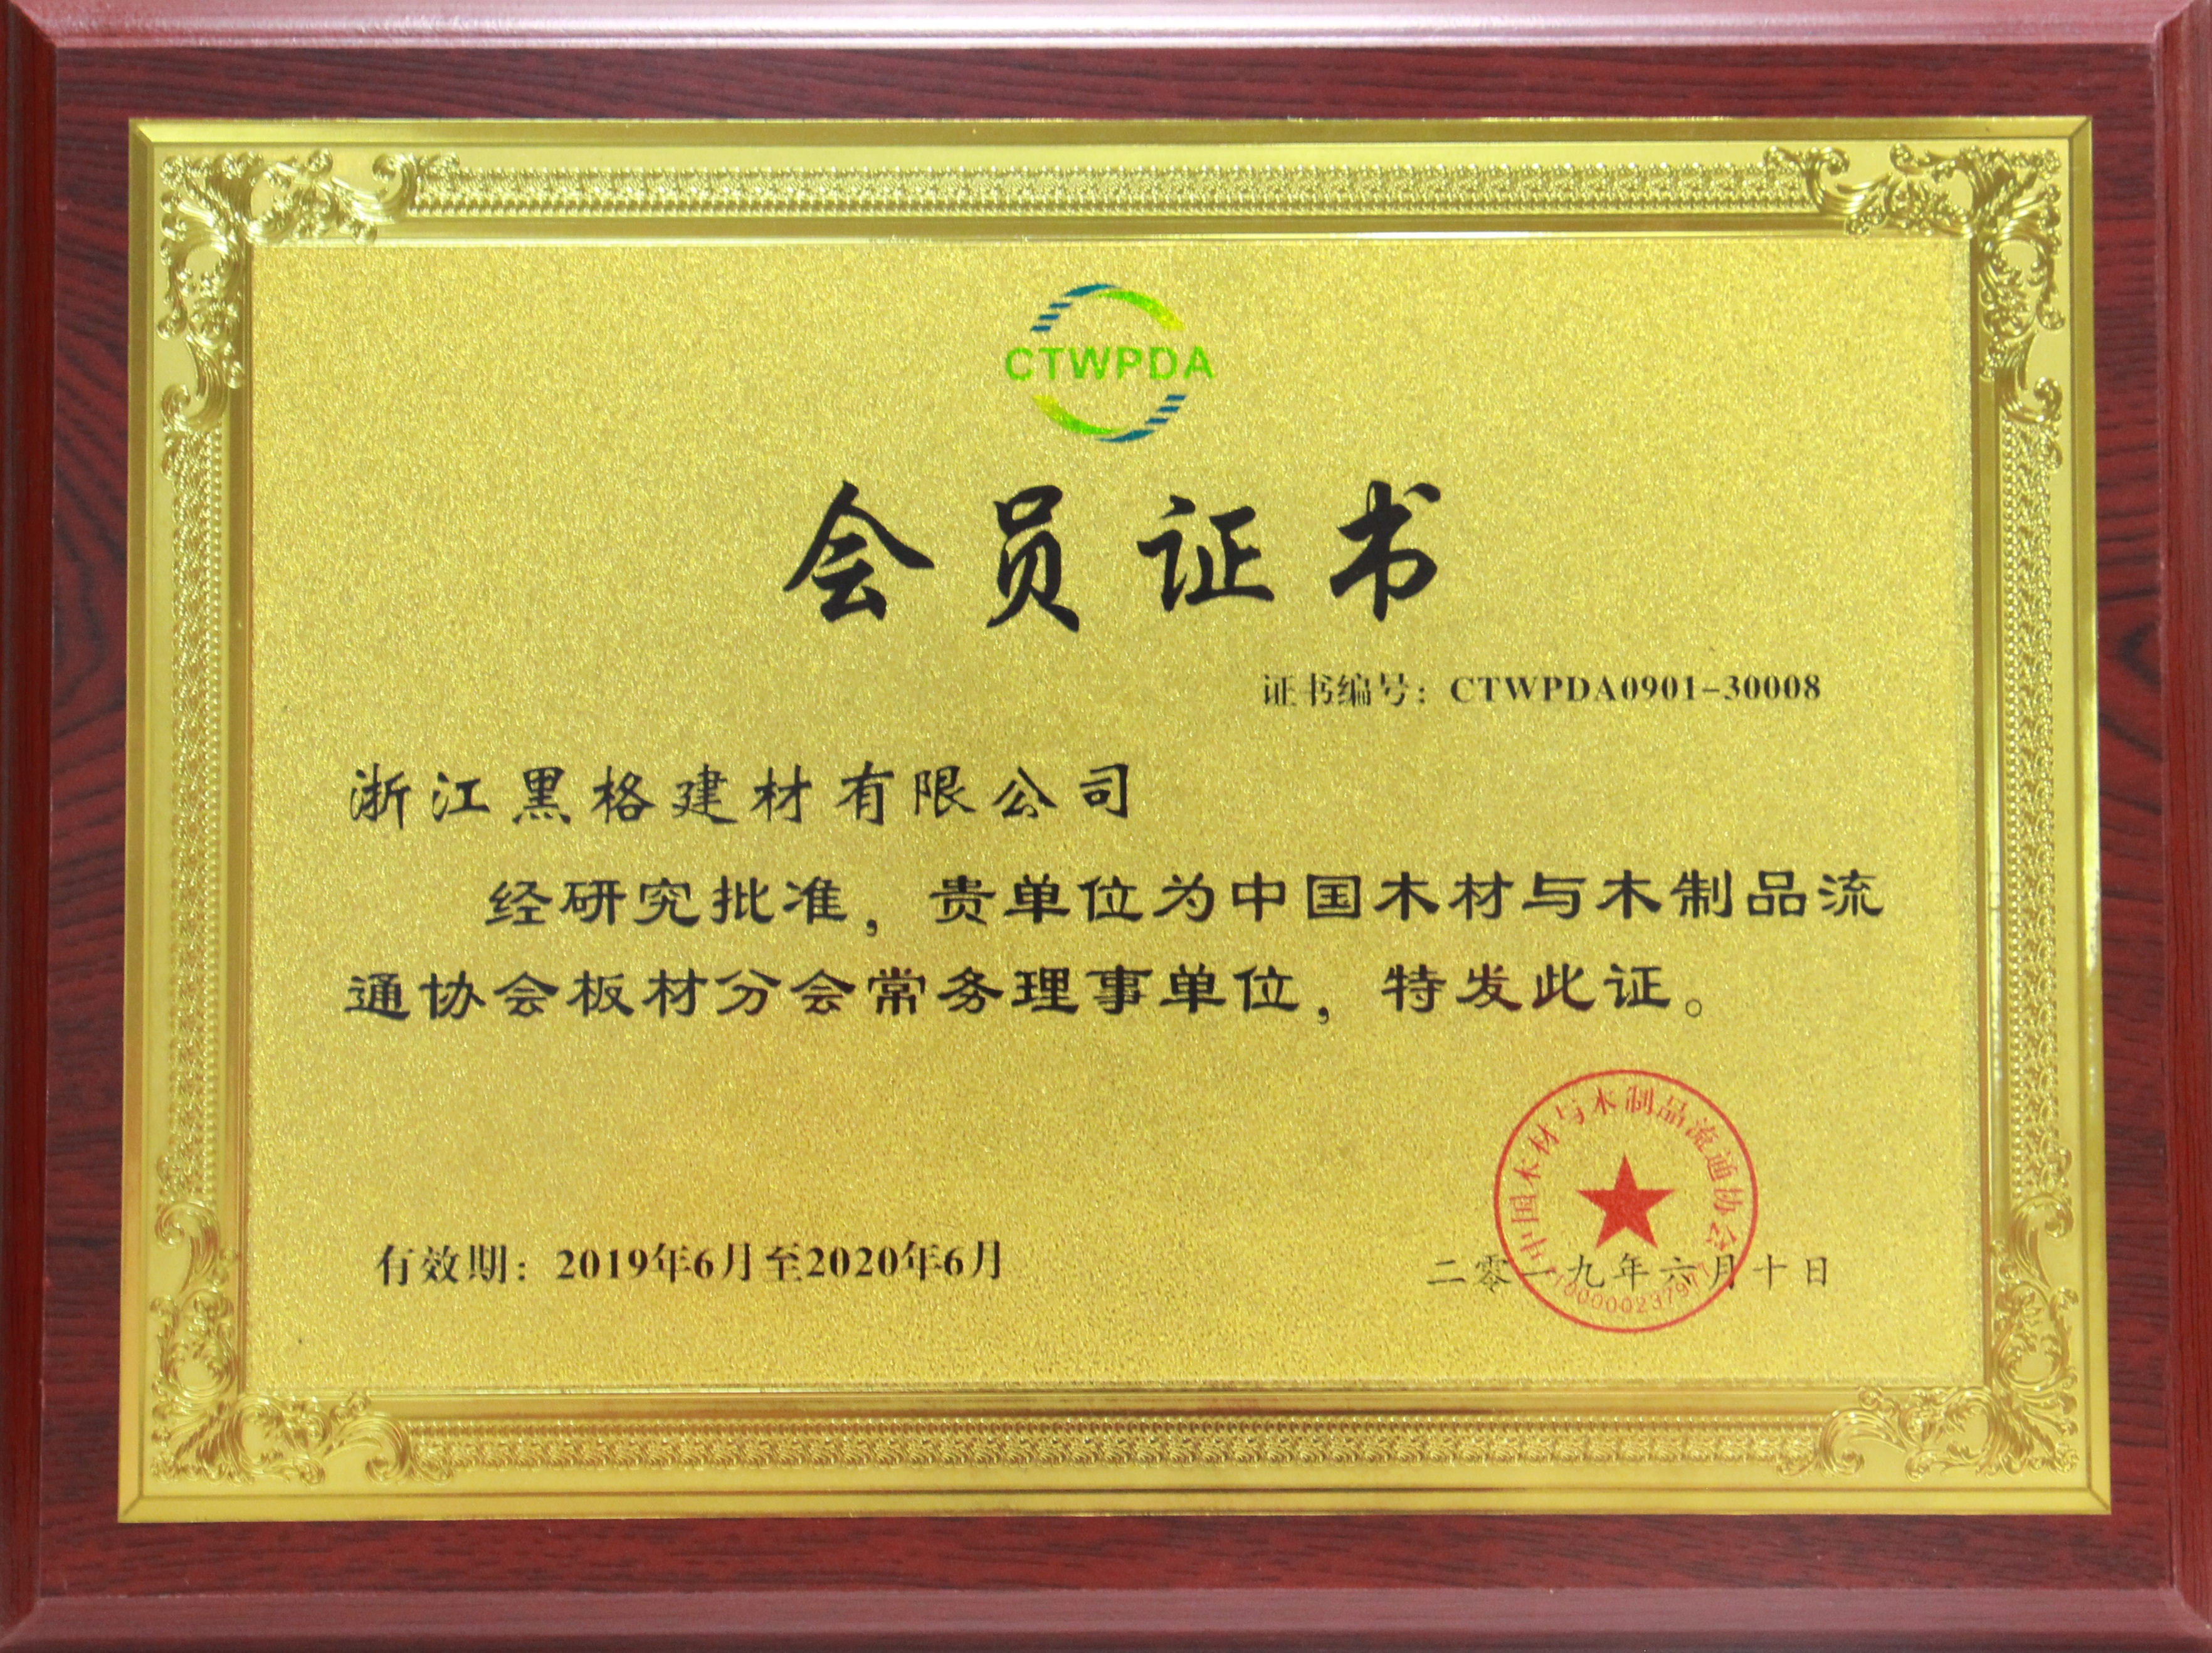 CTWPDA
会员证书
证书编号：CTWPDA0901-30008
浙江黑格建材有限公司
经研究批准，贵单位为中国木材与木制品流
通协会板材分会常务理事单位，特发此证。
中国木材与木制品流通协会
有效期：2019年6月至2020年6月
二零一九年六月十日